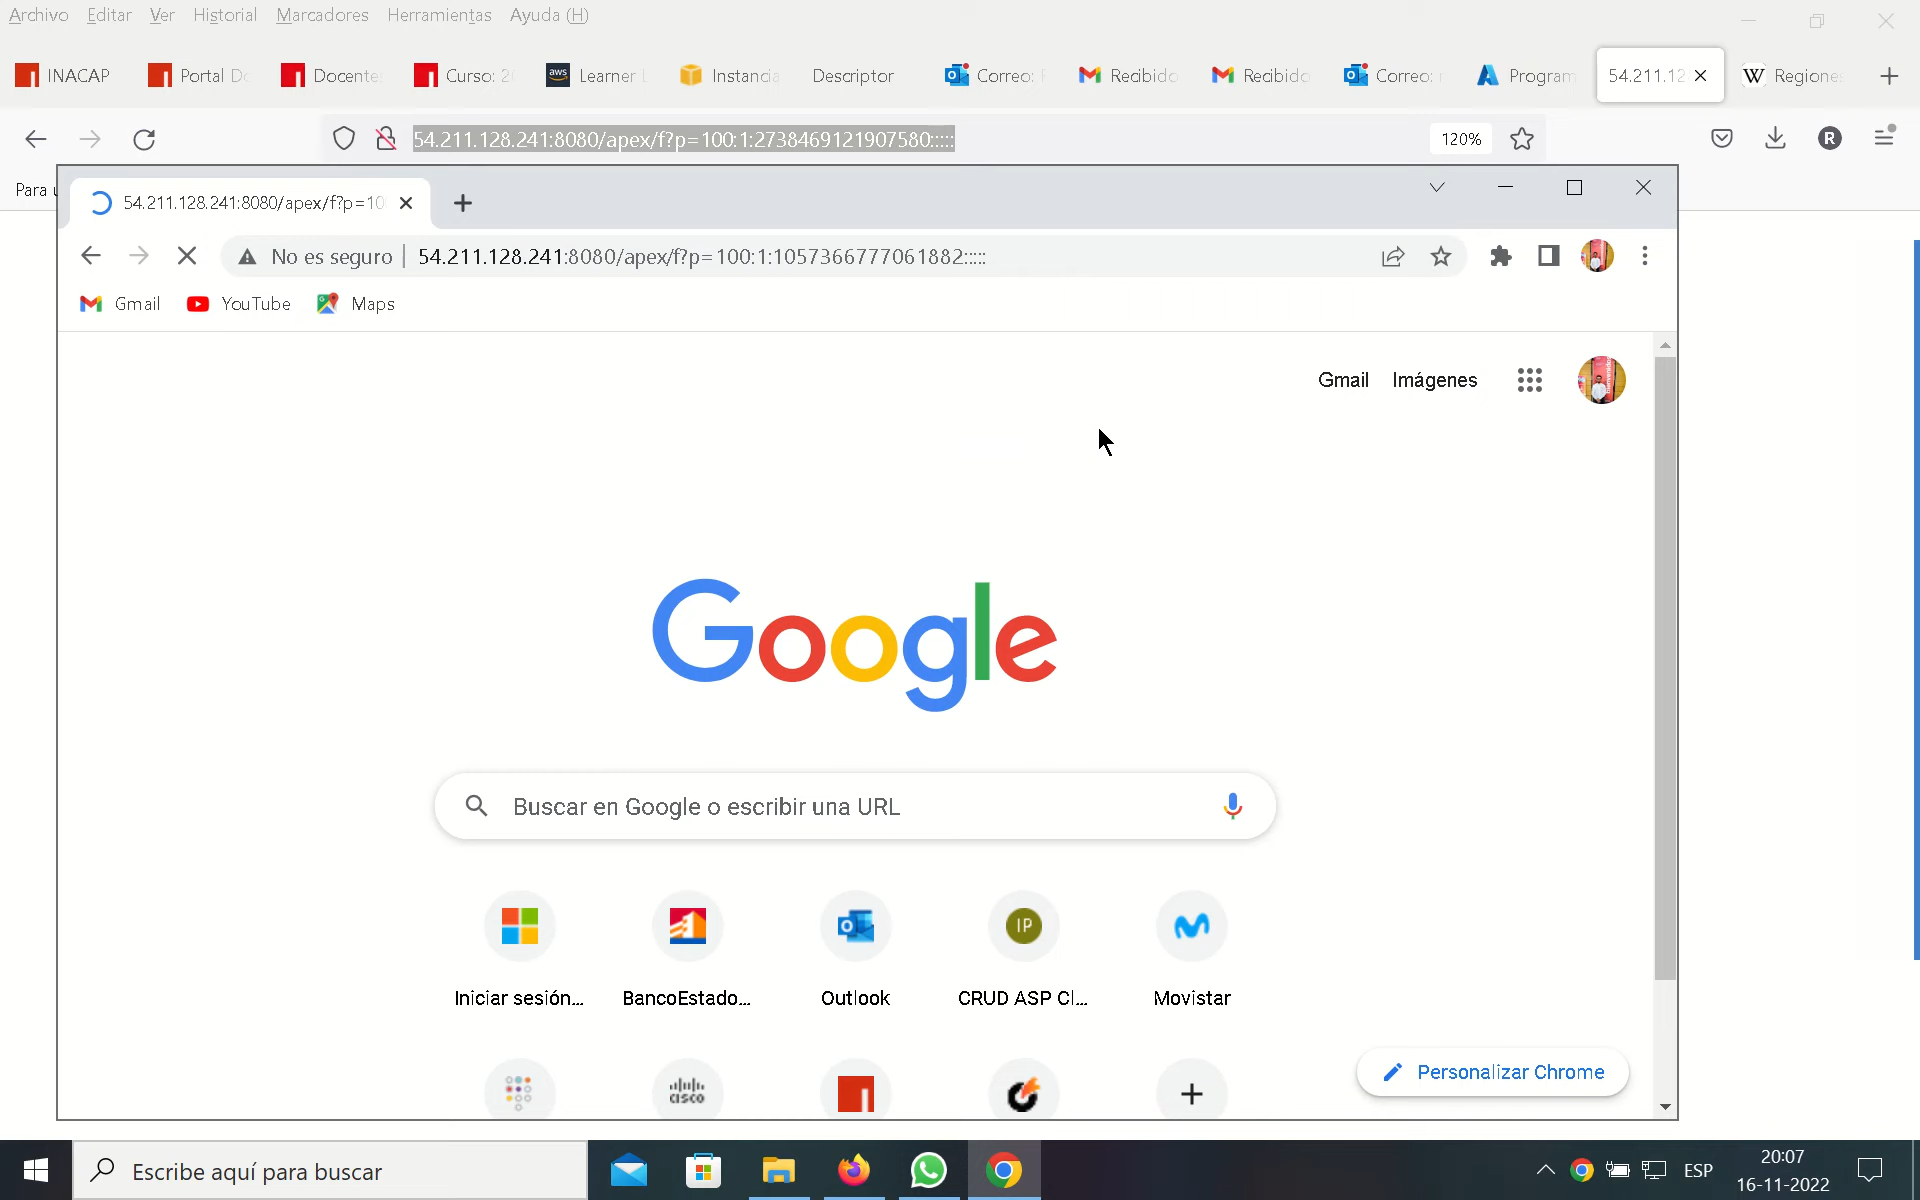 Archivo Editar Ver Historial Marcadores Herramientas Ayuda (H)
INACAP Portal Do Docente Curso: 2 aws Learner L Instancia Descriptor Correo: Recibido Recibido Correo: Program 54.211.12 W Regione
54.211.128.241:8080/apex/f?p=100:1:2738469121907580:::::
120%
R
Para
54.211.128.241:8080/apex/f?p=10
No es seguro 54.211.128.241:8080/apex/f?p=100:1:1057366777061882:::::
Gmail YouTube Maps
Gmail Imágenes
Google
Buscar en Google o escribir una URL
IP
Iniciar sesión... BancoEstado... Outlook CRUD ASP Cl... Movistar
cisco
Personalizar Chrome
Escribe aquí para buscar
ESP
20:07
16-11-2022